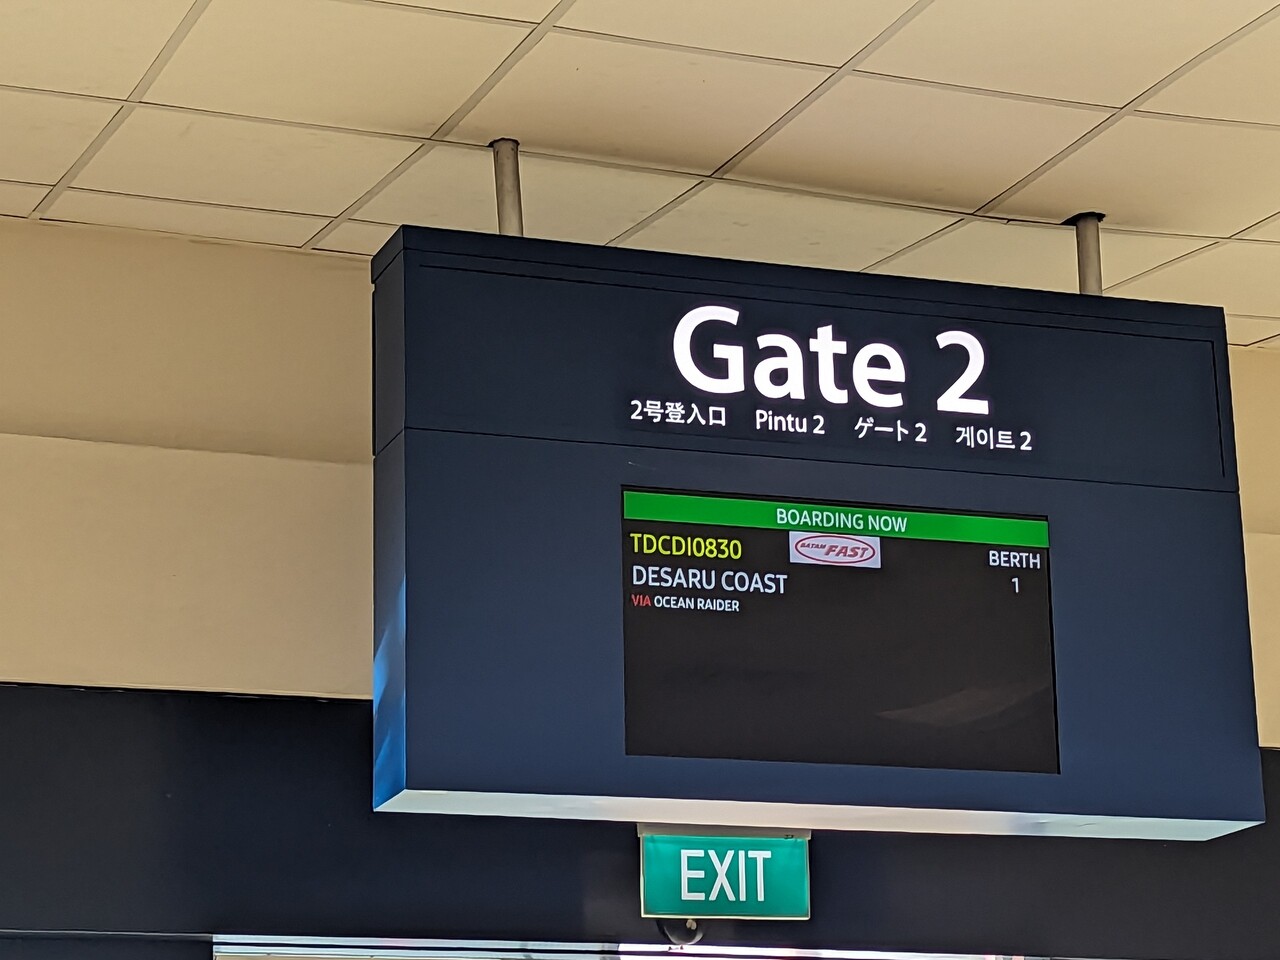 Gate 2
2号登入口 Pintu 2 ゲート 2 게이트 2
BOARDING NOW
TDCDI0830 BATAM FAST BERTH
DESARU COAST 1
VIA OCEAN RAIDER
EXIT